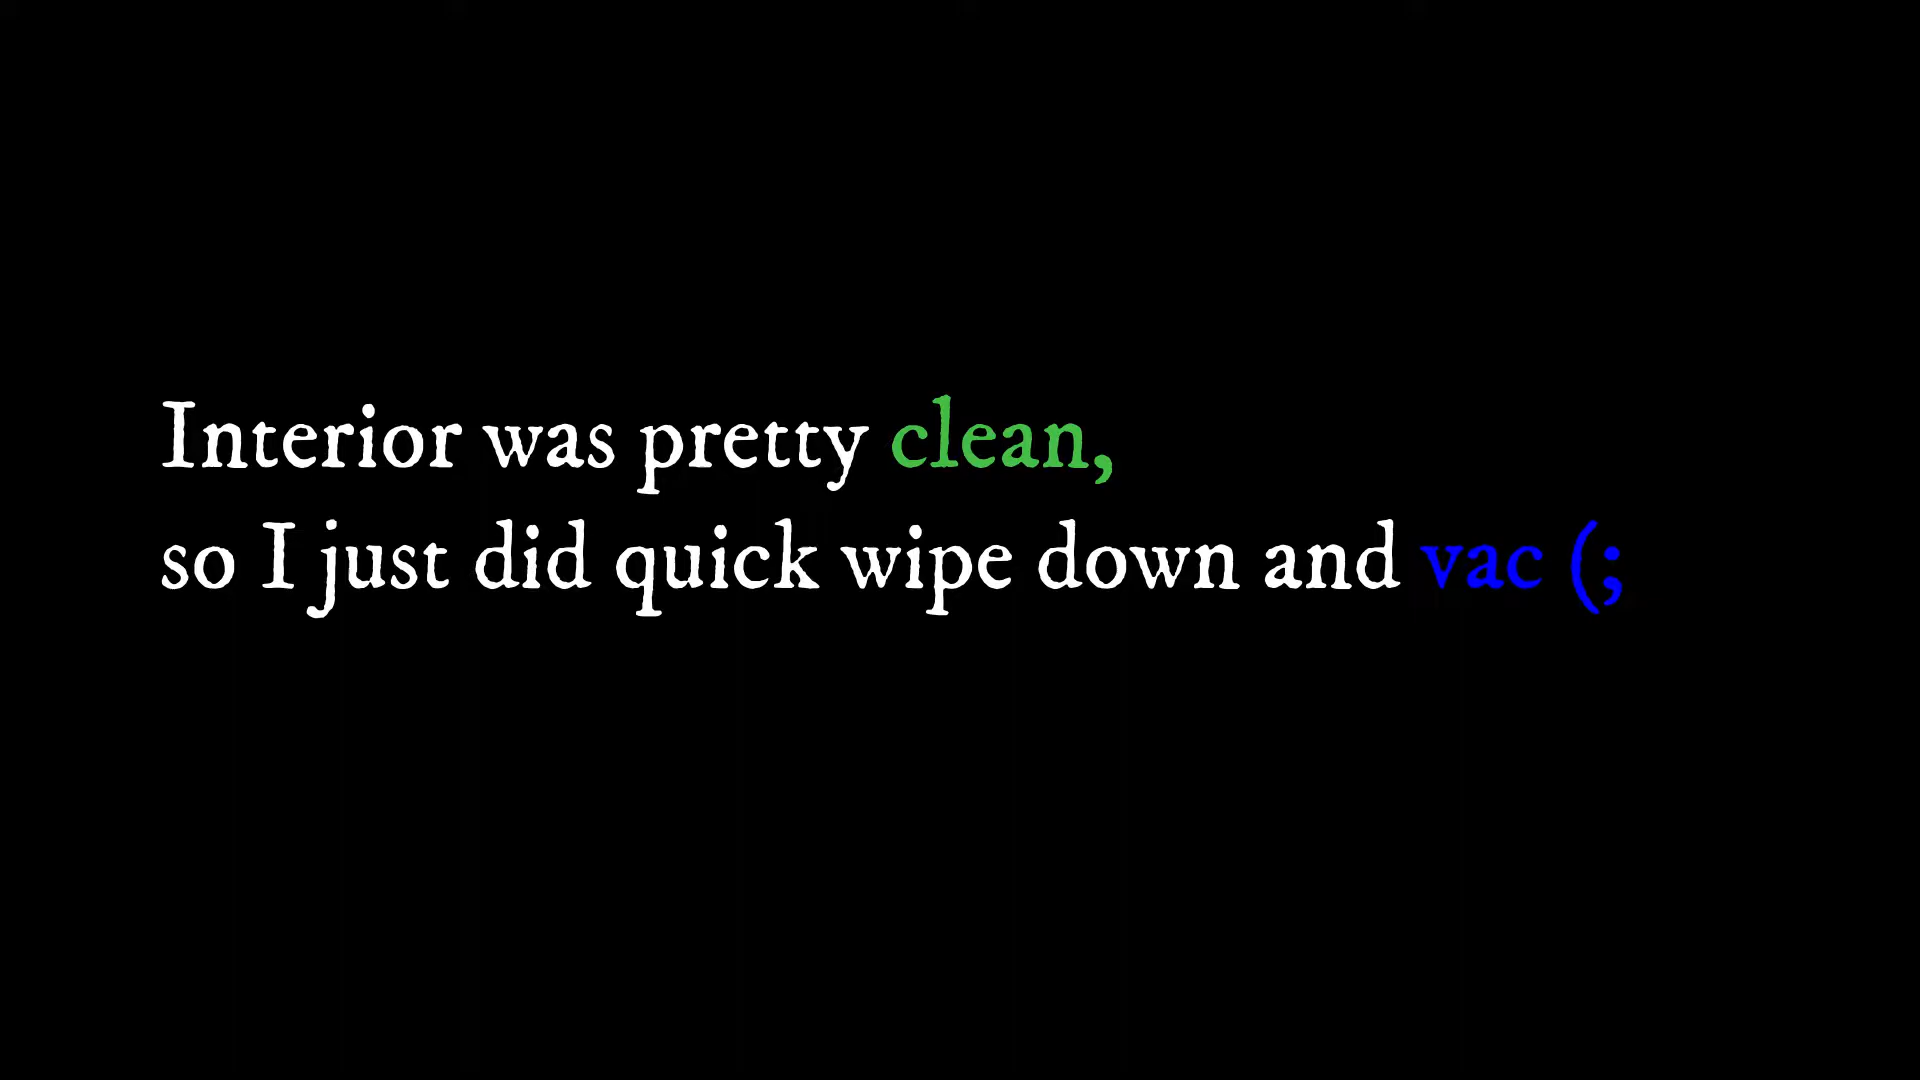 Interior was pretty clean,
so I just did quick wipe down and vac (;